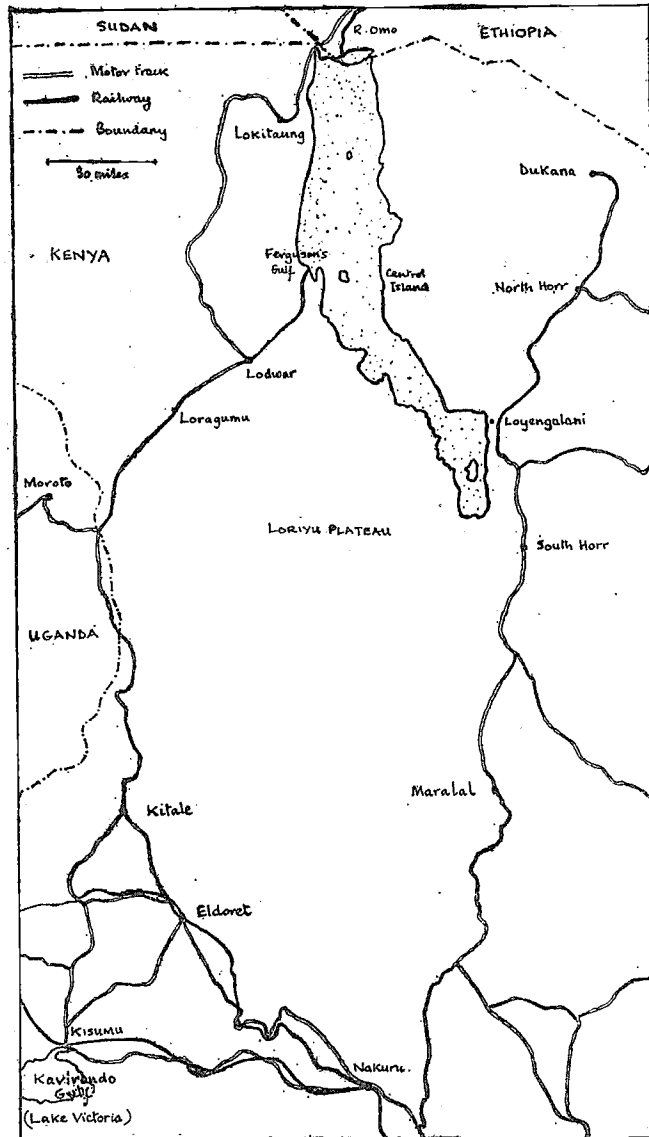 SUDAN
R. Omo
ETHIOPIA
Motor track
Railway
Boundary
30 miles
Lokitaung
Dukana
KENYA
Ferguson's
Gulf
Central
Island
North Horr
Lodwar
Loragumu
Loyengalani
Moroto
LORIYU PLATEAU
South Horr
UGANDA
Maralal
Kitale
Eldoret
KISUMU
Nakuru.
Kavirondo
Gulf
(Lake Victoria)